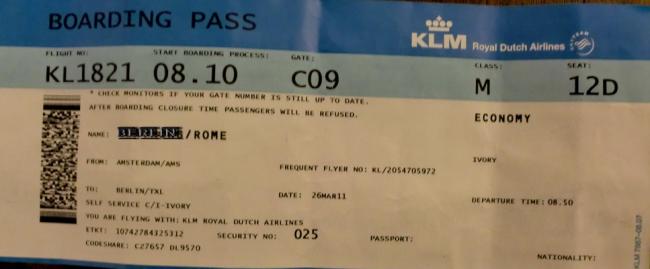 BOARDING PASS
KLM Royal Dutch Airlines
FLIGHT NO: START BOARDING PROCESS: GATE: CLASS: SEAT:
KL1821 08.10 C09 M 12D
* CHECK MONITORS IF YOUR GATE NUMBER IS STILL UP TO DATE.
AFTER BOARDING CLOSURE TIME PASSENGERS WILL BE REFUSED.
ECONOMY
NAME: BERLIN/ROME
IVORY
FROM: AMSTERDAM/AMS FREQUENT FLYER NO: KL/2054705972
TO: BERLIN/TXL DATE: 26MAR11 DEPARTURE TIME: 08.50
SELF SERVICE C/I-IVORY
YOU ARE FLYING WITH: KLM ROYAL DUTCH AIRLINES
ETKT: 10742784325312 SECURITY NO: 025 PASSPORT:
CODESHARE: C27657 DL9570 NATIONALITY: